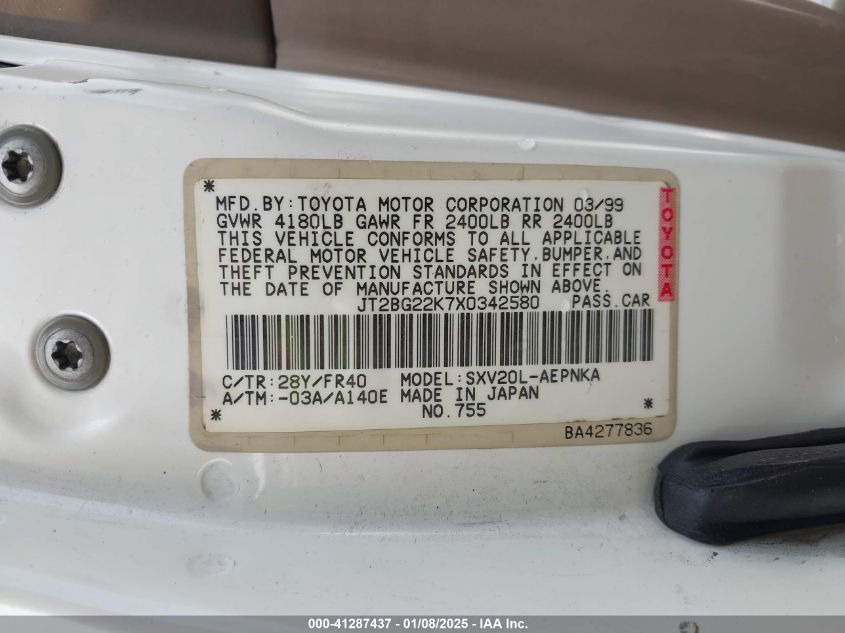 * MFD.BY:TOYOTA MOTOR CORPORATION 03/99 *
GVWR 4180LB GAWR FR 2400LB RR 2400LB
THIS VEHICLE CONFORMS TO ALL APPLICABLE
FEDERAL MOTOR VEHICLE SAFETY.BUMPER.AND
THEFT PREVENTION STANDARDS IN EFFECT ON
THE DATE OF MANUFACTURE SHOWN ABOVE.
JT2BG22K7X0342580 PASS.CAR
TOYOTA
C/TR:28Y/FR40 MODEL:SXV20L-AEPNKA
A/TM:-03A/A140E MADE IN JAPAN
* NO.755 *
BA4277836
000-41287437 - 01/08/2025 - IAA Inc.